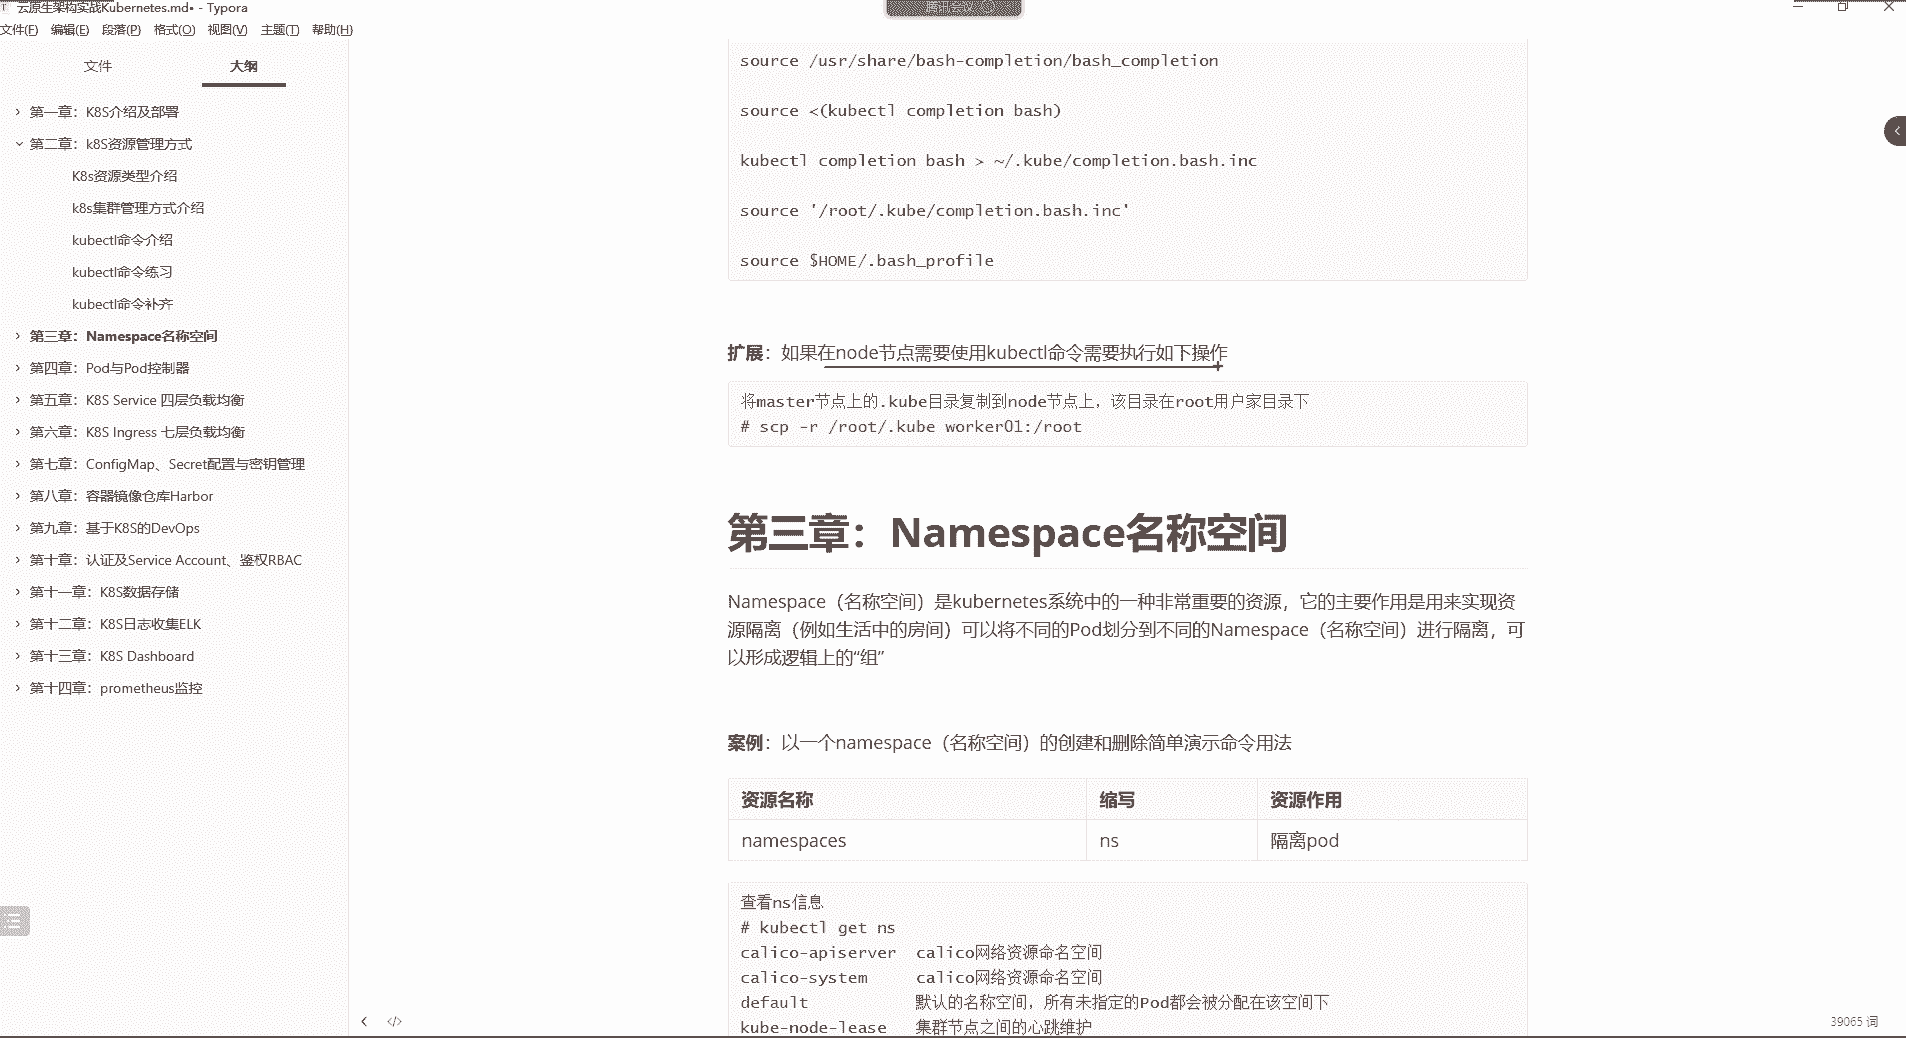 云原生架构实战Kubernetes.md• - Typora
腾讯会议
文件(F) 编辑(E) 段落(P) 格式(O) 视图(V) 主题(T) 帮助(H)
文件 大纲
第一章：K8S介绍及部署
第二章：k8S资源管理方式
K8s资源类型介绍
k8s集群管理方式介绍
kubectl命令介绍
kubectl命令练习
kubectl命令补齐
第三章：Namespace名称空间
第四章：Pod与Pod控制器
第五章：K8S Service 四层负载均衡
第六章：K8S Ingress 七层负载均衡
第七章：ConfigMap、Secret配置与密钥管理
第八章：容器镜像仓库Harbor
第九章：基于K8S的DevOps
第十章：认证及Service Account、鉴权RBAC
第十一章：K8S数据存储
第十二章：K8S日志收集ELK
第十三章：K8S Dashboard
第十四章：prometheus监控
source /usr/share/bash-completion/bash_completion
source <(kubectl completion bash)
kubectl completion bash > ~/.kube/completion.bash.inc
source '/root/.kube/completion.bash.inc'
source $HOME/.bash_profile
扩展：如果在node节点需要使用kubectl命令需要执行如下操作
将master节点上的.kube目录复制到node节点上，该目录在root用户家目录下
# scp -r /root/.kube worker01:/root
第三章：Namespace名称空间
Namespace（名称空间）是kubernetes系统中的一种非常重要的资源，它的主要作用是用来实现资
源隔离（例如生活中的房间）可以将不同的Pod划分到不同的Namespace（名称空间）进行隔离，可
以形成逻辑上的“组”
案例：以一个namespace（名称空间）的创建和删除简单演示命令用法
资源名称 缩写 资源作用
namespaces ns 隔离pod
查看ns信息
# kubectl get ns
calico-apiserver calico网络资源命名空间
calico-system calico网络资源命名空间
default 默认的名称空间，所有未指定的Pod都会被分配在该空间下
kube-node-lease 集群节点之间的心跳维护
39065 词